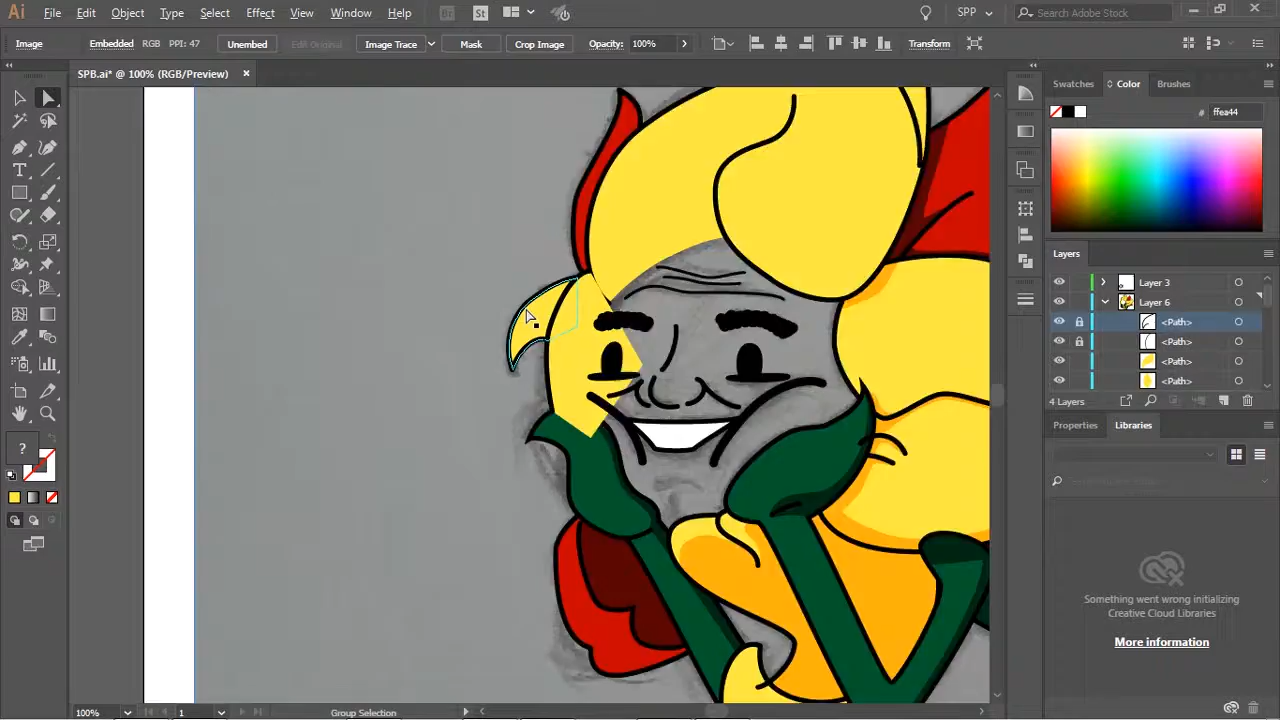 Ai File Edit Object Type Select Effect View Window Help Br St SPP Search Adobe Stock
Image Embedded RGB PPI: 47 Unembed Edit Original Image Trace Mask Crop Image Opacity: 100% Transform
SPB.ai* @ 100% (RGB/Preview) ×
Swatches Color Brushes
# ffea44
Layers
Layer 3
Layer 6
<Path>
<Path>
<Path>
<Path>
4 Layers
Properties Libraries
?
Something went wrong initializing
Creative Cloud Libraries
More information
100% 1 Group Selection